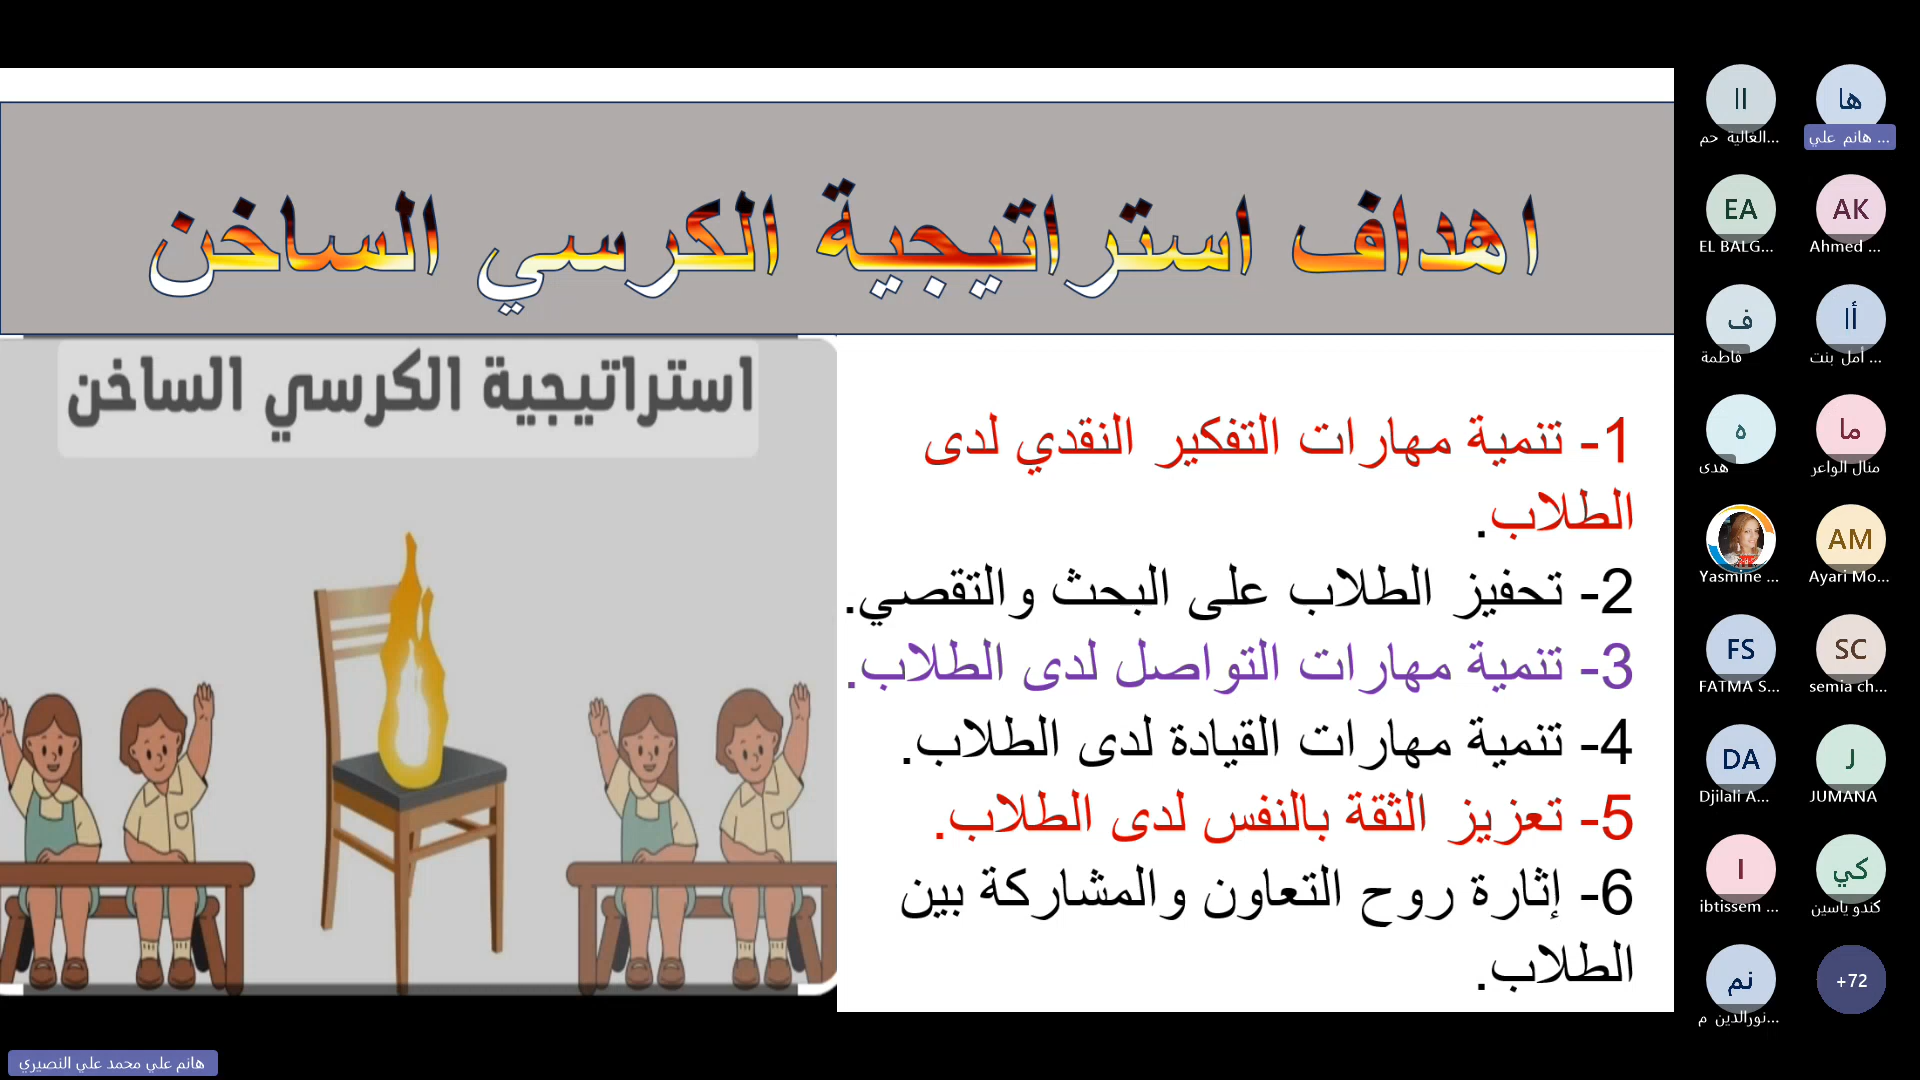 اهداف استراتيجية الكرسي الساخن
استراتيجية الكرسي الساخن
1- تنمية مهارات التفكير النقدي لدى
الطلاب.
2- تحفيز الطلاب على البحث والتقصي.
3- تنمية مهارات التواصل لدى الطلاب.
4- تنمية مهارات القيادة لدى الطلاب.
5- تعزيز الثقة بالنفس لدى الطلاب.
6- إثارة روح التعاون والمشاركة بين
الطلاب.
اا
الغالية حم...
ها
هانم علي ...
EA
EL BALG...
AK
Ahmed ...
ف
فاطمة
أا
أمل بنت ...
ه
هدى
ما
منال الواعر
Yasmine ...
AM
Ayari Mo...
FS
FATMA S...
SC
semia ch...
DA
Djilali A...
J
JUMANA
I
ibtissem ...
كي
كندو ياسين
نم
نورالدين م...
+72
هانم علي محمد علي النصيري